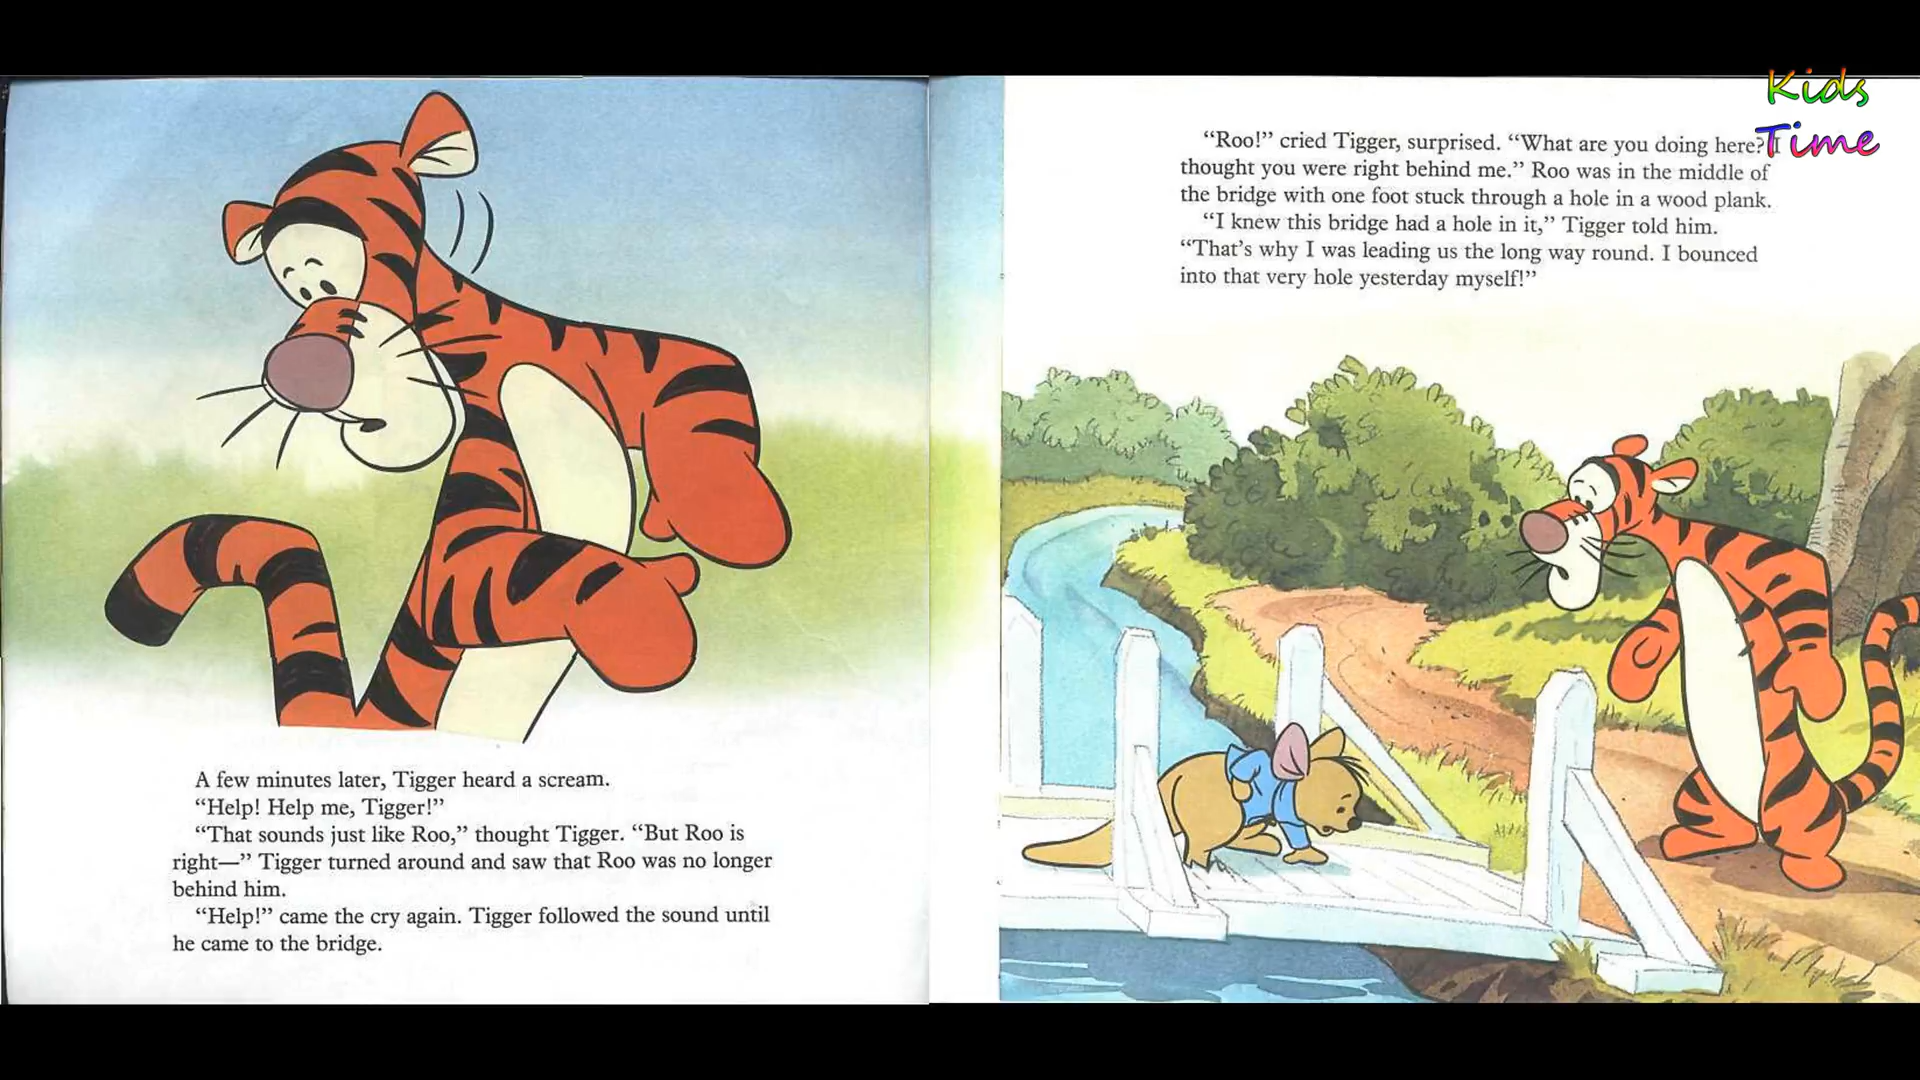 A few minutes later, Tigger heard a scream.
“Help! Help me, Tigger!”
“That sounds just like Roo,” thought Tigger. “But Roo is
right—” Tigger turned around and saw that Roo was no longer
behind him.
“Help!” came the cry again. Tigger followed the sound until
he came to the bridge.
“Roo!” cried Tigger, surprised. “What are you doing here? I
thought you were right behind me.” Roo was in the middle of
the bridge with one foot stuck through a hole in a wood plank.
“I knew this bridge had a hole in it,” Tigger told him.
“That’s why I was leading us the long way round. I bounced
into that very hole yesterday myself!”
Kids
Time